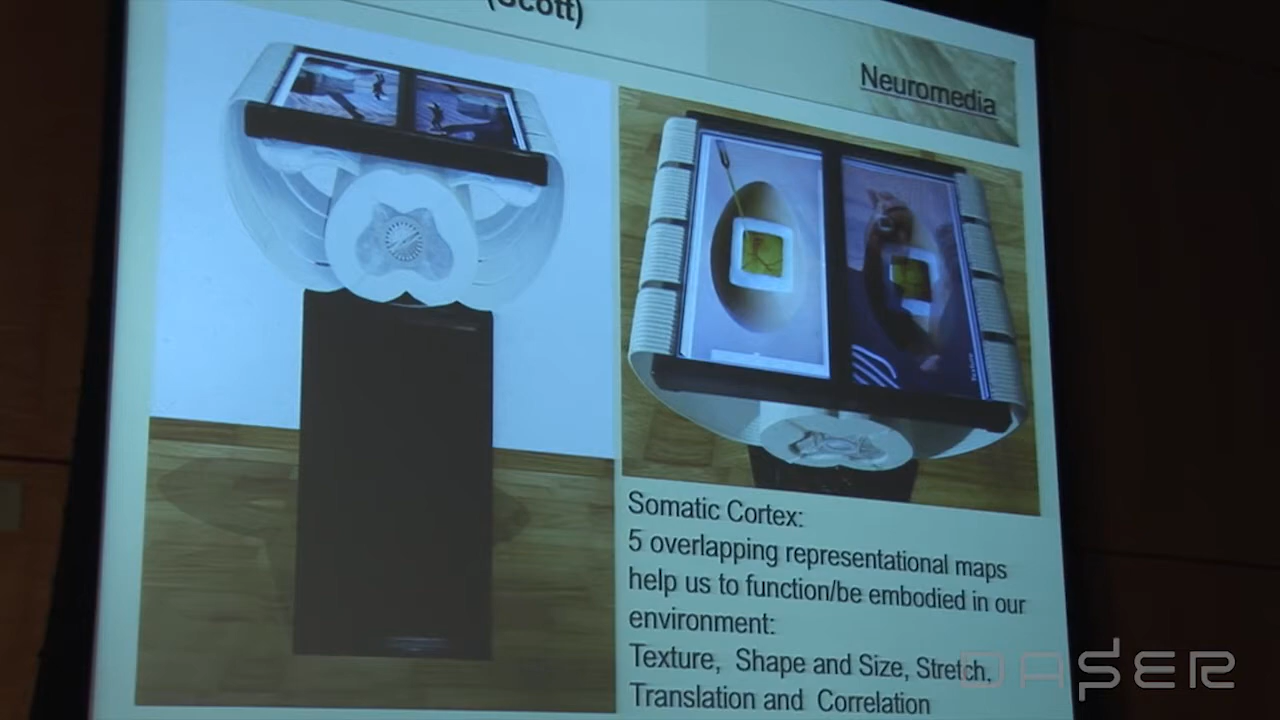 (Scott)
Neuromedia
Somatic Cortex:
5 overlapping representational maps
help us to function/be embodied in our
environment:
Texture, Shape and Size, Stretch,
Translation and Correlation
DASER